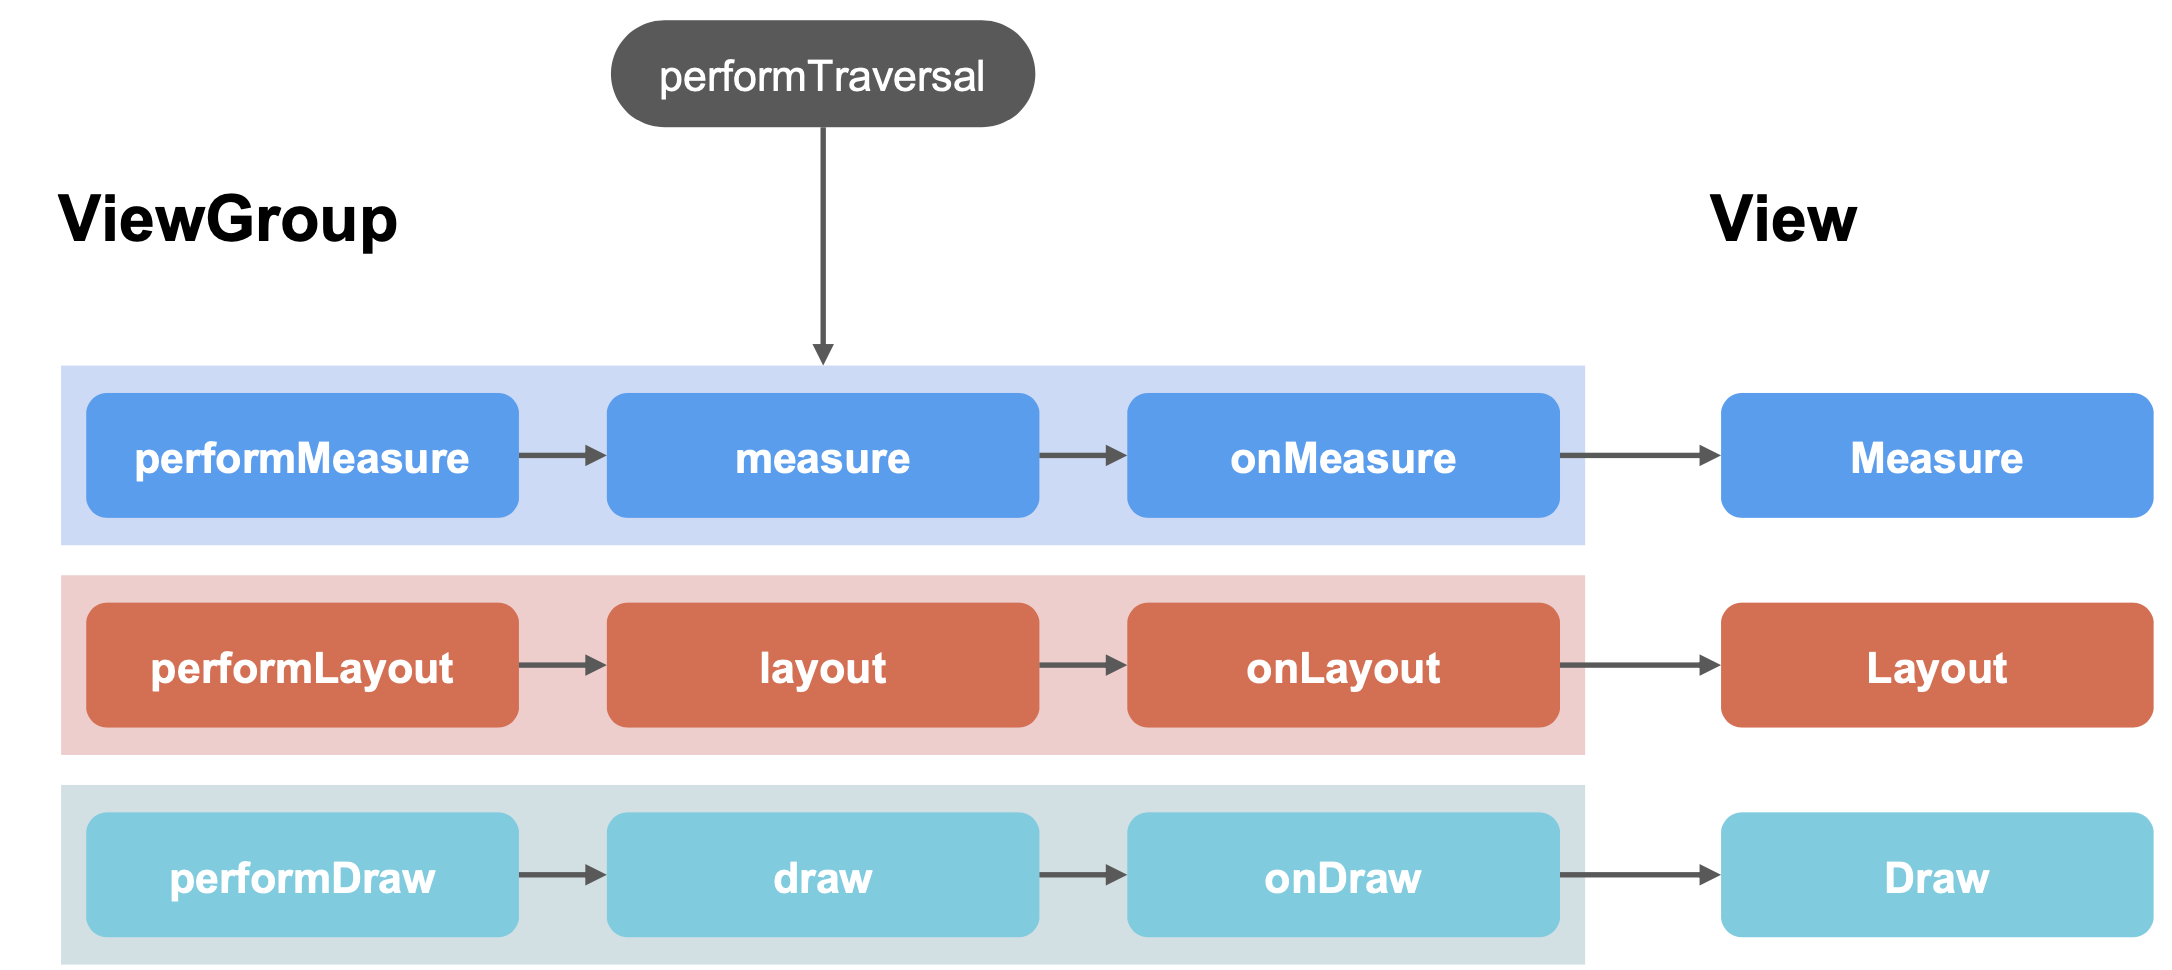 performTraversal
ViewGroup
View
performMeasure
measure
onMeasure
Measure
performLayout
layout
onLayout
Layout
performDraw
draw
onDraw
Draw